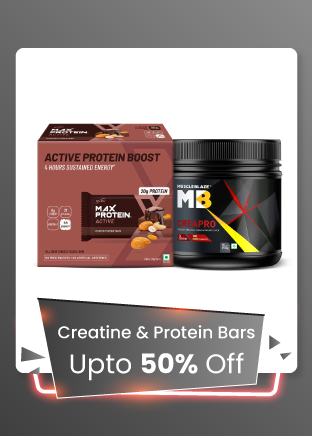 MAX
PROTEIN
ACTIVE PROTEIN BOOST
4 HOURS SUSTAINED ENERGY
20g PROTEIN
MAX
PROTEIN
ACTIVE
MUSCLEBLAZE
MB
CREAPRO
Creatine & Protein Bars
Upto 50% Off